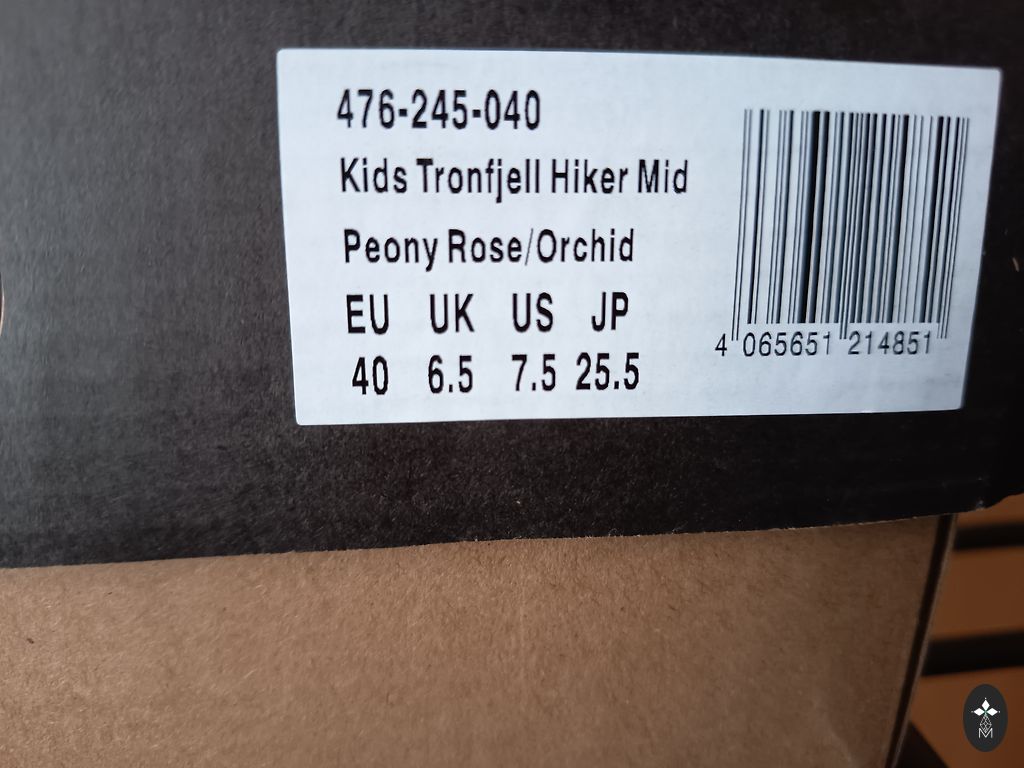 476-245-040
Kids Tronfjell Hiker Mid
Peony Rose/Orchid
EU UK US JP
40 6.5 7.5 25.5
4 065651 214851
M